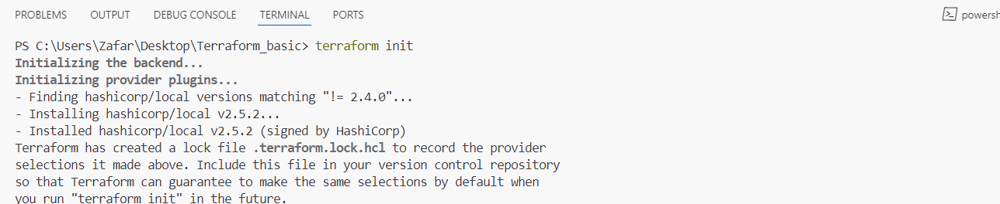 PROBLEMS OUTPUT DEBUG CONSOLE TERMINAL PORTS powersh
PS C:\Users\Zafar\Desktop\Terraform_basic> terraform init
Initializing the backend...
Initializing provider plugins...
- Finding hashicorp/local versions matching "!= 2.4.0"...
- Installing hashicorp/local v2.5.2...
- Installed hashicorp/local v2.5.2 (signed by HashiCorp)
Terraform has created a lock file .terraform.lock.hcl to record the provider
selections it made above. Include this file in your version control repository
so that Terraform can guarantee to make the same selections by default when
you run "terraform init" in the future.